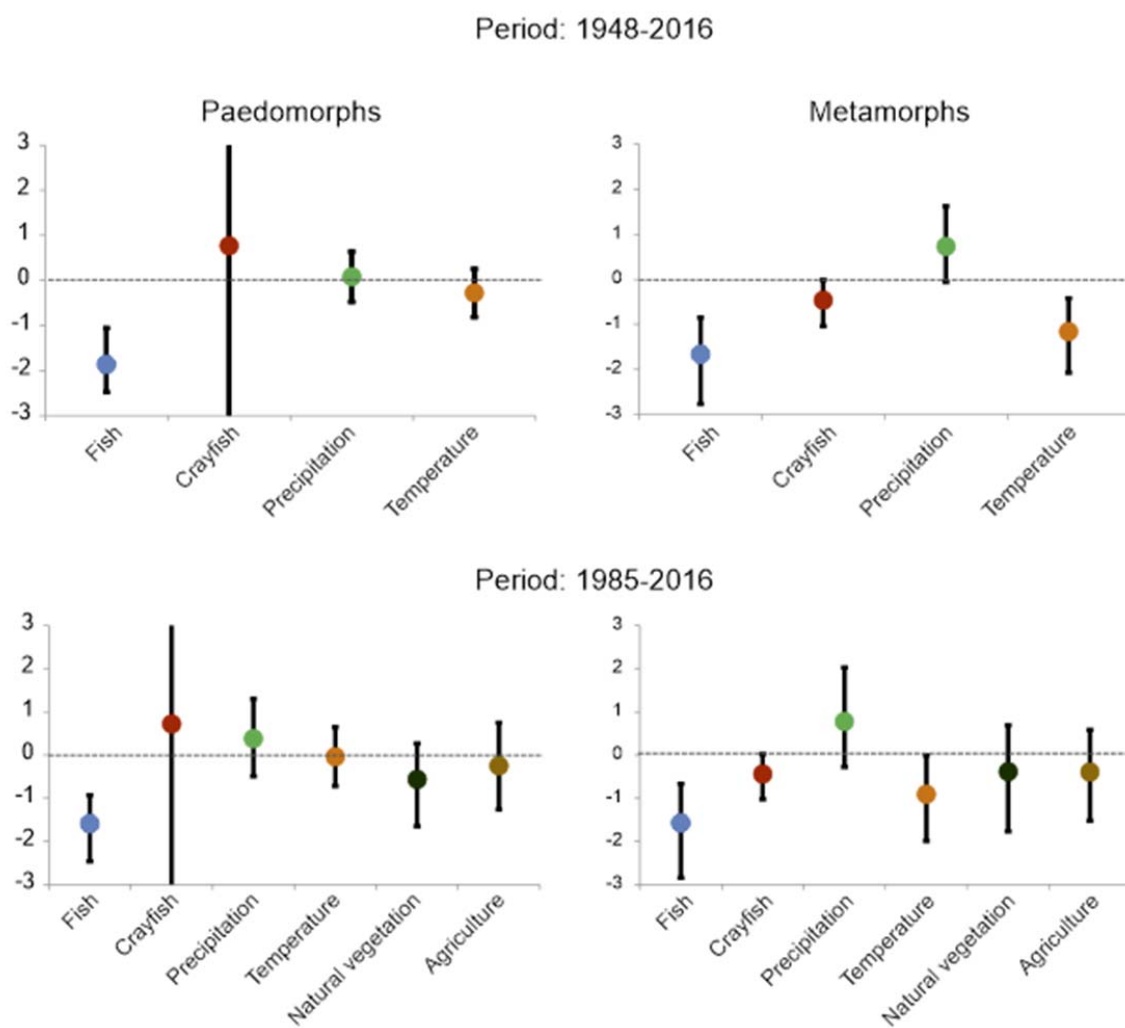 Period: 1948-2016
Paedomorphs
3
2
1
0
-1
-2
-3
Fish
Crayfish
Precipitation
Temperature
Metamorphs
3
2
1
0
-1
-2
-3
Fish
Crayfish
Precipitation
Temperature
Period: 1985-2016
3
2
1
0
-1
-2
-3
Fish
Crayfish
Precipitation
Temperature
Natural vegetation
Agriculture
3
2
1
0
-1
-2
-3
Fish
Crayfish
Precipitation
Temperature
Natural vegetation
Agriculture